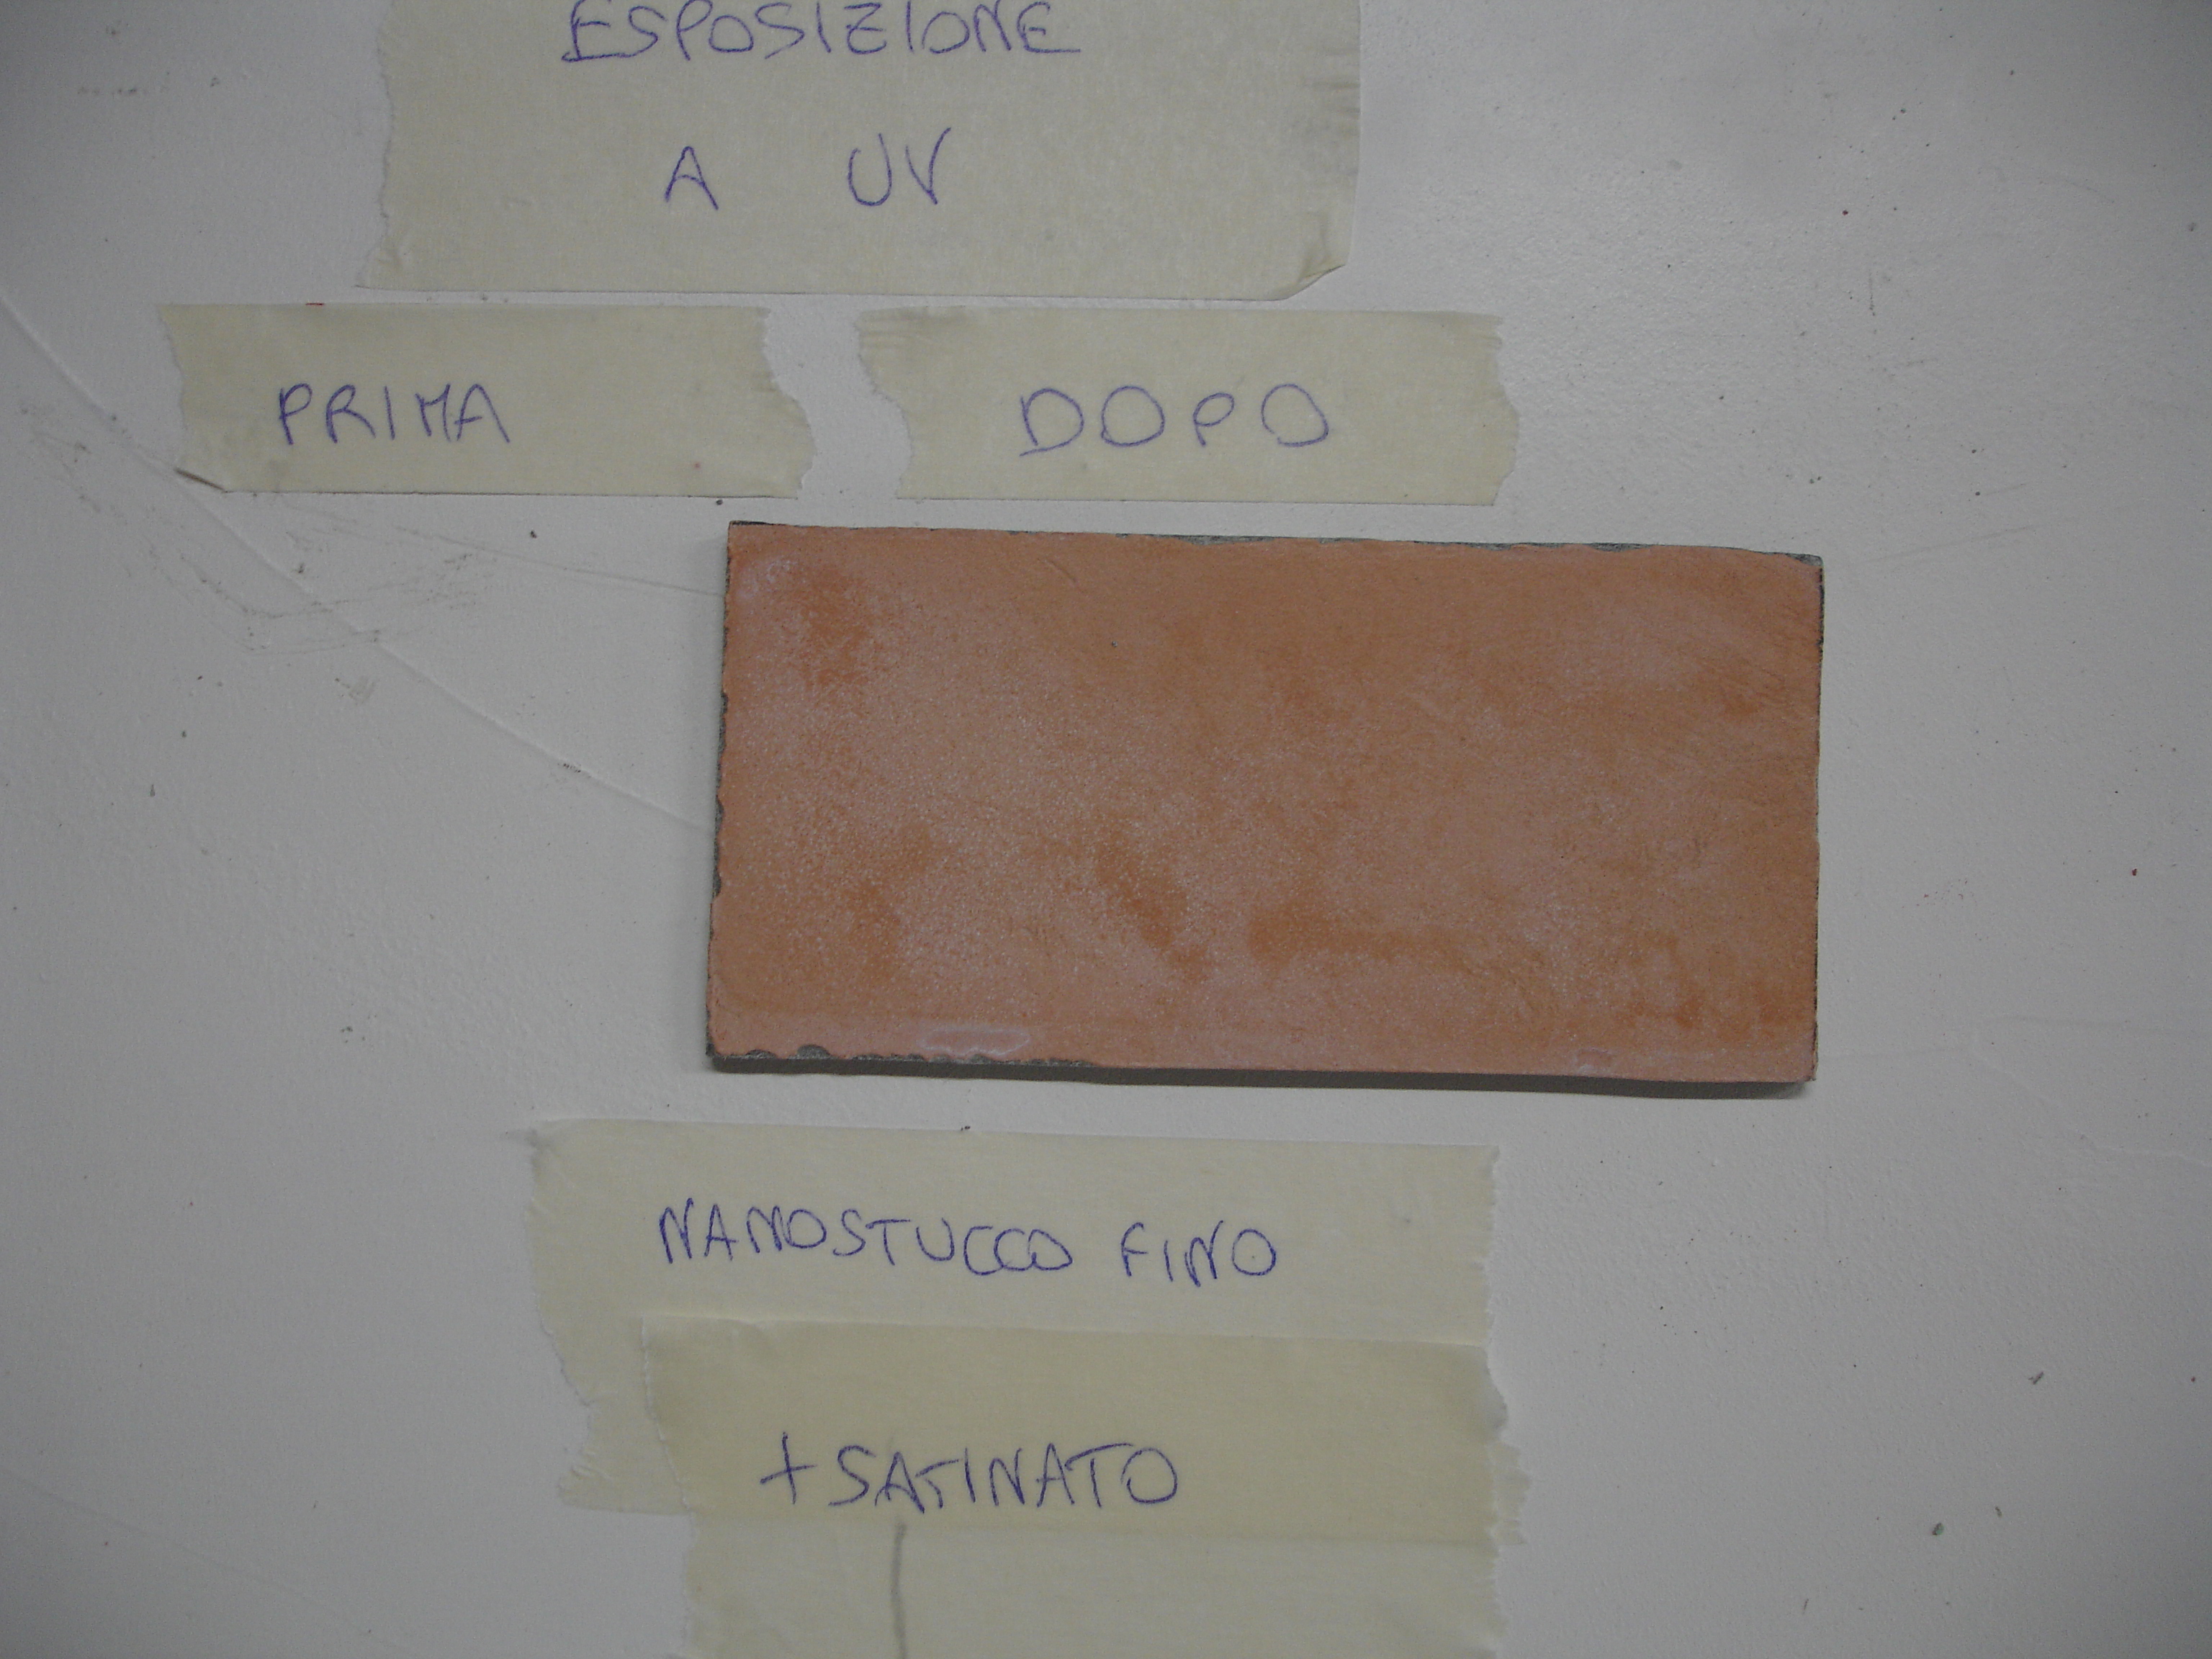 ESPOSIZIONE
A UV
PRIMA DOPO
NANOSTUCCO FINO
+ SATINATO